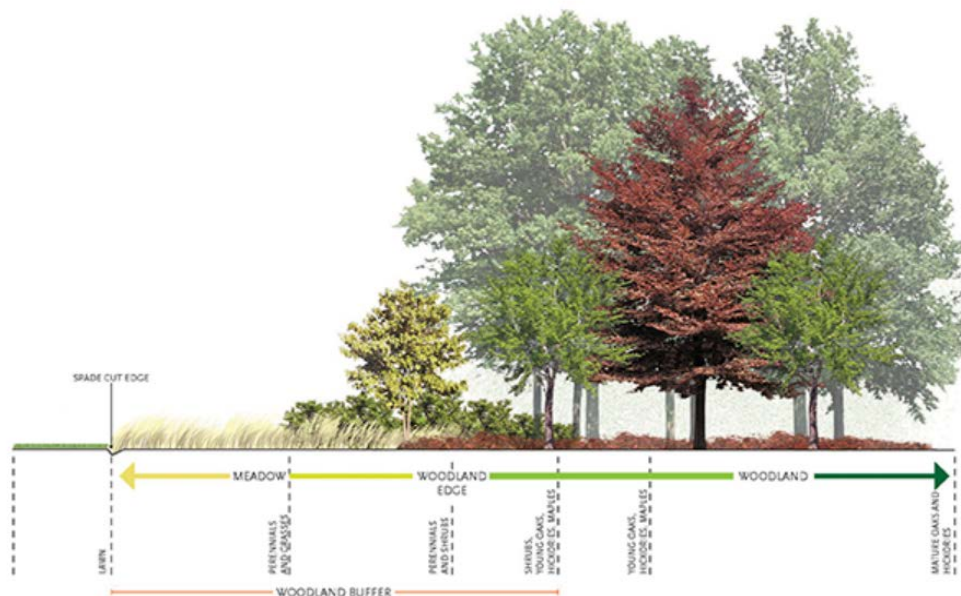 SPADE CUT EDGE
MEADOW
WOODLAND
EDGE
WOODLAND
LAWN
PERENNIALS
AND GRASSES
PERENNIALS
AND SHRUBS
SHRUBS,
YOUNG OAKS,
HICKORIES, MAPLES
YOUNG OAKS,
HICKORIES, MAPLES
MATURE OAKS AND
HICKORIES
WOODLAND BUFFER